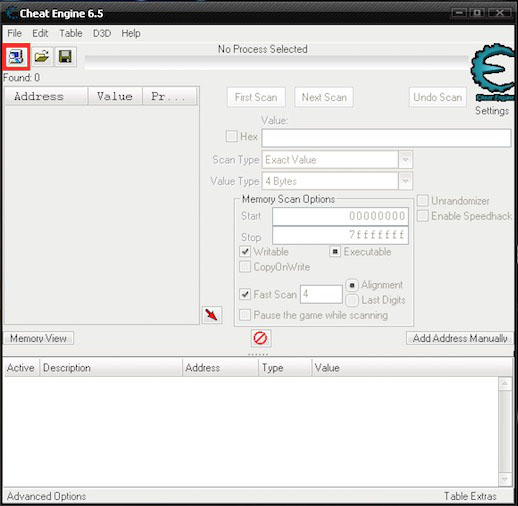 Cheat Engine 6.5
File Edit Table D3D Help
No Process Selected
Found: 0
Address Value Pr...
First Scan Next Scan Undo Scan
Cheat Engine
Settings
Value:
Hex
Scan Type Exact Value
Value Type 4 Bytes
Memory Scan Options
Unrandomizer
Start 00000000
Enable Speedhack
Stop 7fffffff
Writable Executable
CopyOnWrite
Alignment
Fast Scan 4
Last Digits
Pause the game while scanning
Memory View Add Address Manually
Active Description Address Type Value
Advanced Options Table Extras